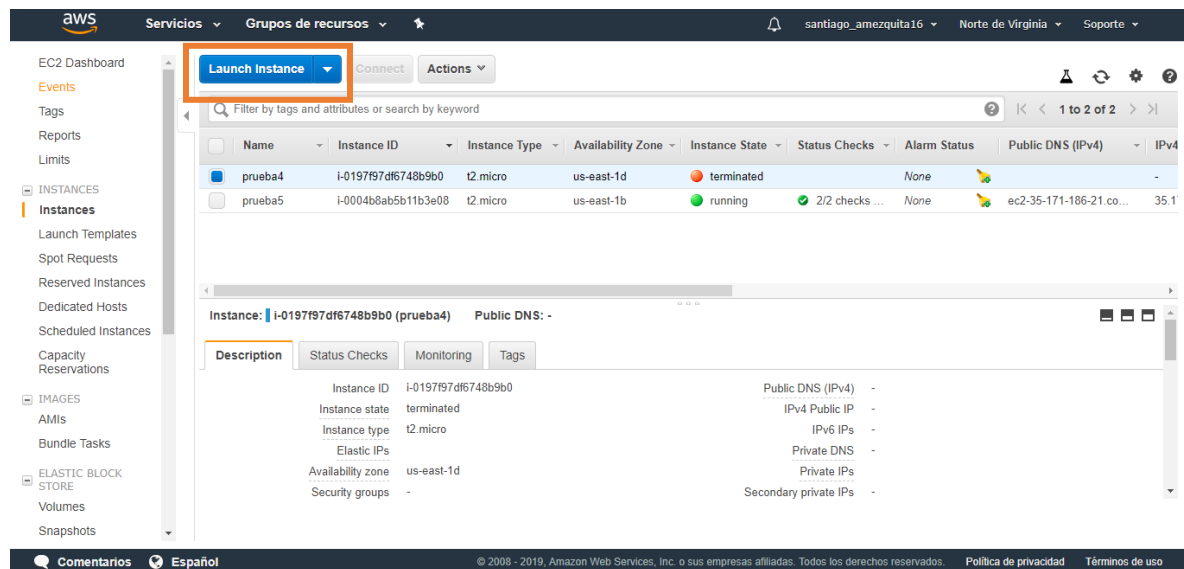 aws Servicios Grupos de recursos santiago_amezquita16 Norte de Virginia Soporte
EC2 Dashboard
Events
Tags
Reports
Limits
INSTANCES
Instances
Launch Templates
Spot Requests
Reserved Instances
Dedicated Hosts
Scheduled Instances
Capacity
Reservations
IMAGES
AMIs
Bundle Tasks
ELASTIC BLOCK
STORE
Volumes
Snapshots
Launch Instance Connect Actions
Filter by tags and attributes or search by keyword 1 to 2 of 2
Name Instance ID Instance Type Availability Zone Instance State Status Checks Alarm Status Public DNS (IPv4) IPv4
prueba4 i-0197f97df6748b9b0 t2.micro us-east-1d terminated None -
prueba5 i-0004b8ab5b11b3e08 t2.micro us-east-1b running 2/2 checks ... None ec2-35-171-186-21.co... 35.1
Instance: i-0197f97df6748b9b0 (prueba4) Public DNS: -
Description Status Checks Monitoring Tags
Instance ID i-0197f97df6748b9b0 Public DNS (IPv4) -
Instance state terminated IPv4 Public IP -
Instance type t2.micro IPv6 IPs -
Elastic IPs Private DNS -
Availability zone us-east-1d Private IPs
Security groups - Secondary private IPs -
Comentarios Español © 2008 - 2019, Amazon Web Services, Inc. o sus empresas afiliadas. Todos los derechos reservados. Política de privacidad Términos de uso